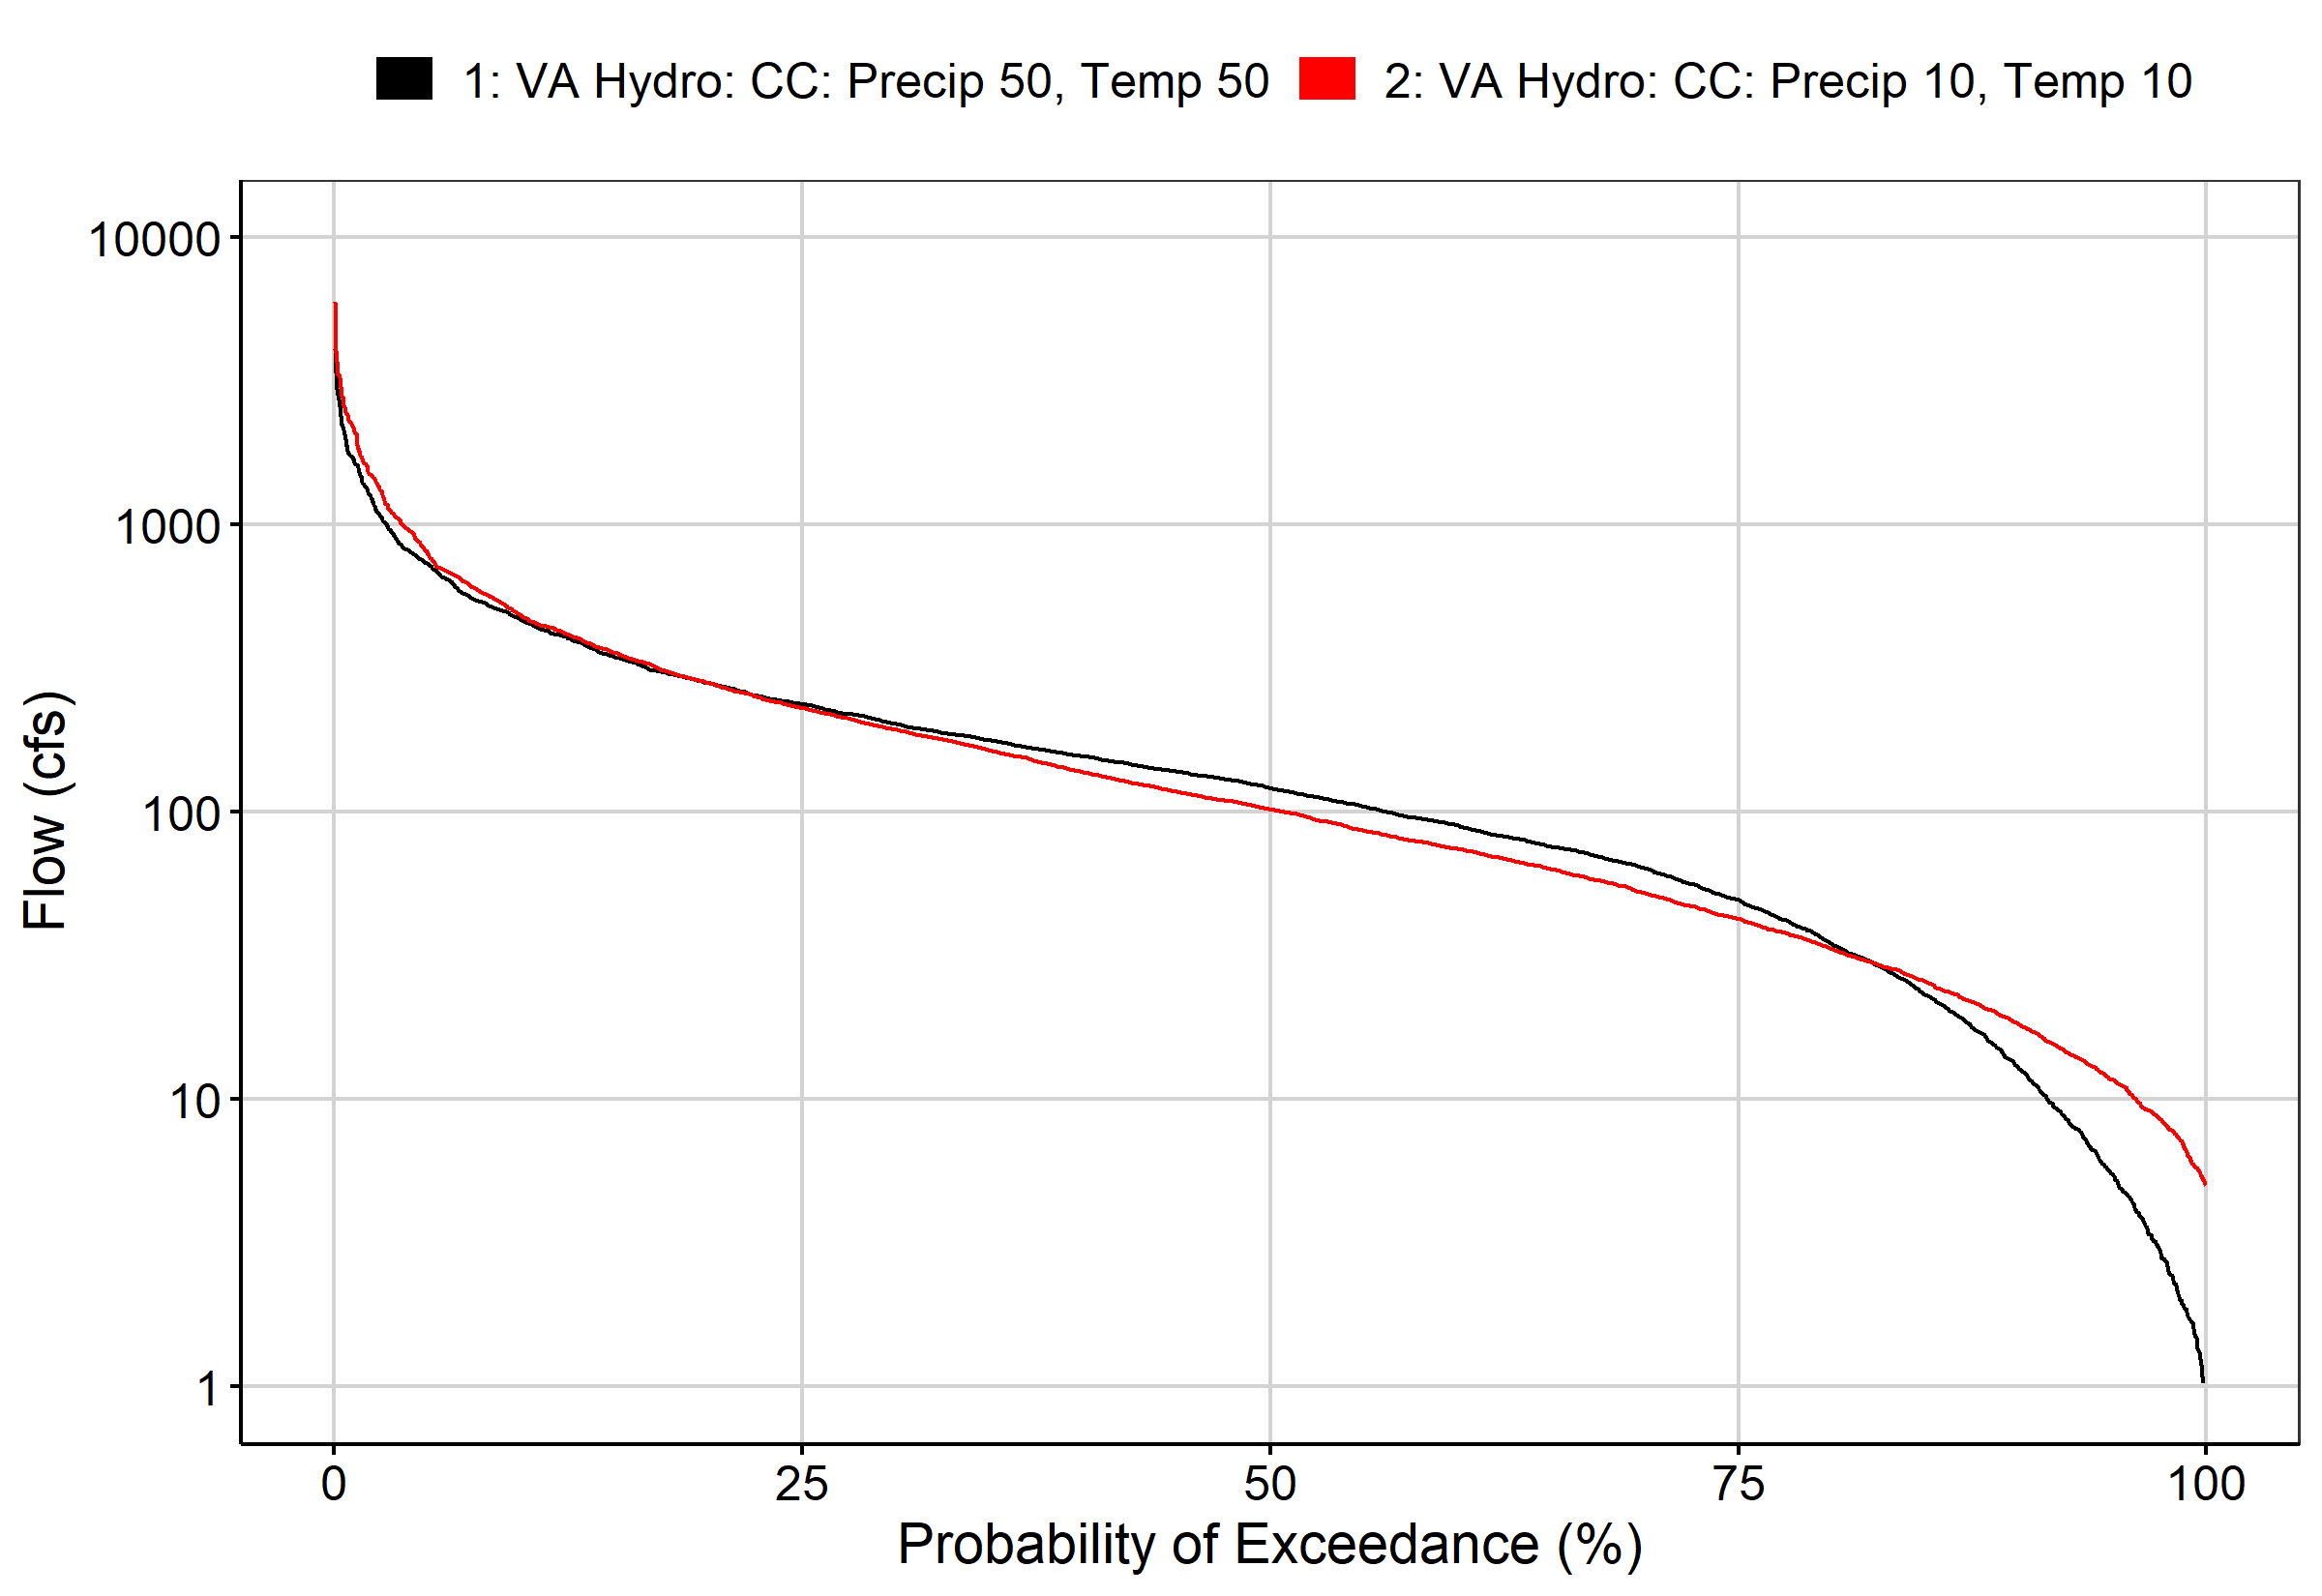 1: VA Hydro: CC: Precip 50, Temp 50 2: VA Hydro: CC: Precip 10, Temp 10
10000
1000
100
10
1
Flow (cfs)
0 25 50 75 100
Probability of Exceedance (%)